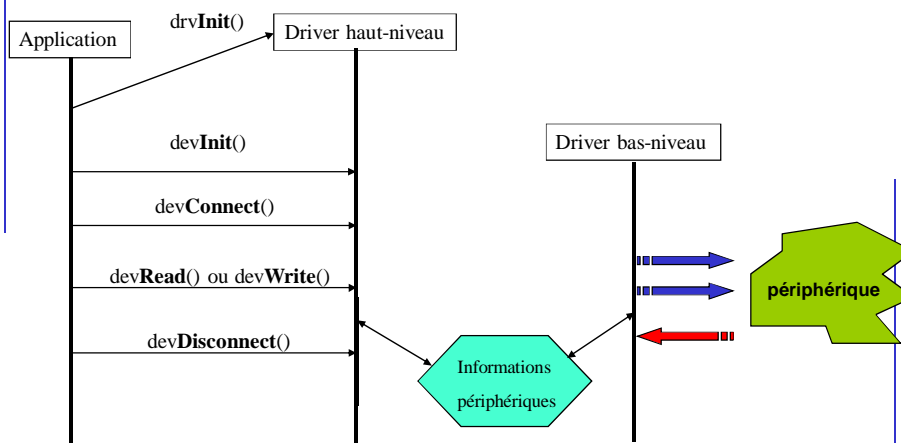 drvInit()
Application
Driver haut-niveau
devInit()
Driver bas-niveau
devConnect()
devRead() ou devWrite()
périphérique
devDisconnect()
Informations
périphériques